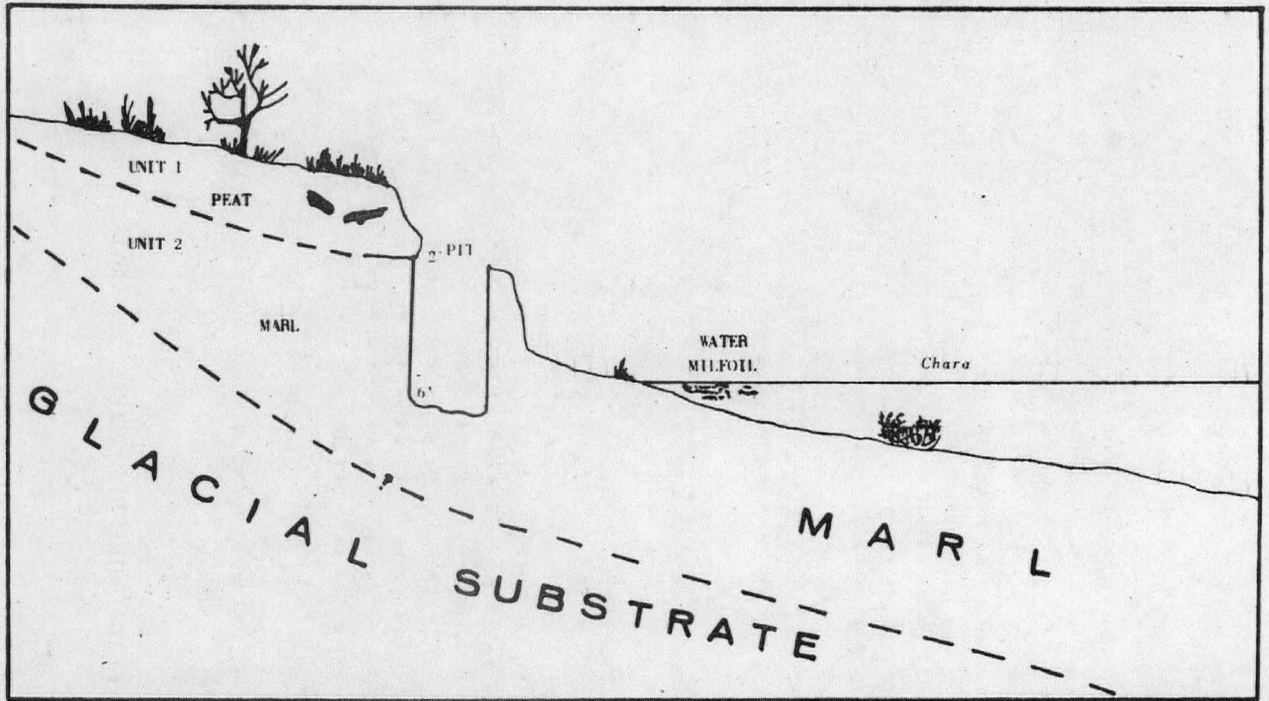 UNIT 1
PEAT
UNIT 2
2' PIT
MARL
WATER
MILFOIL
Chara
6'
?
GLACIAL SUBSTRATE
MARL